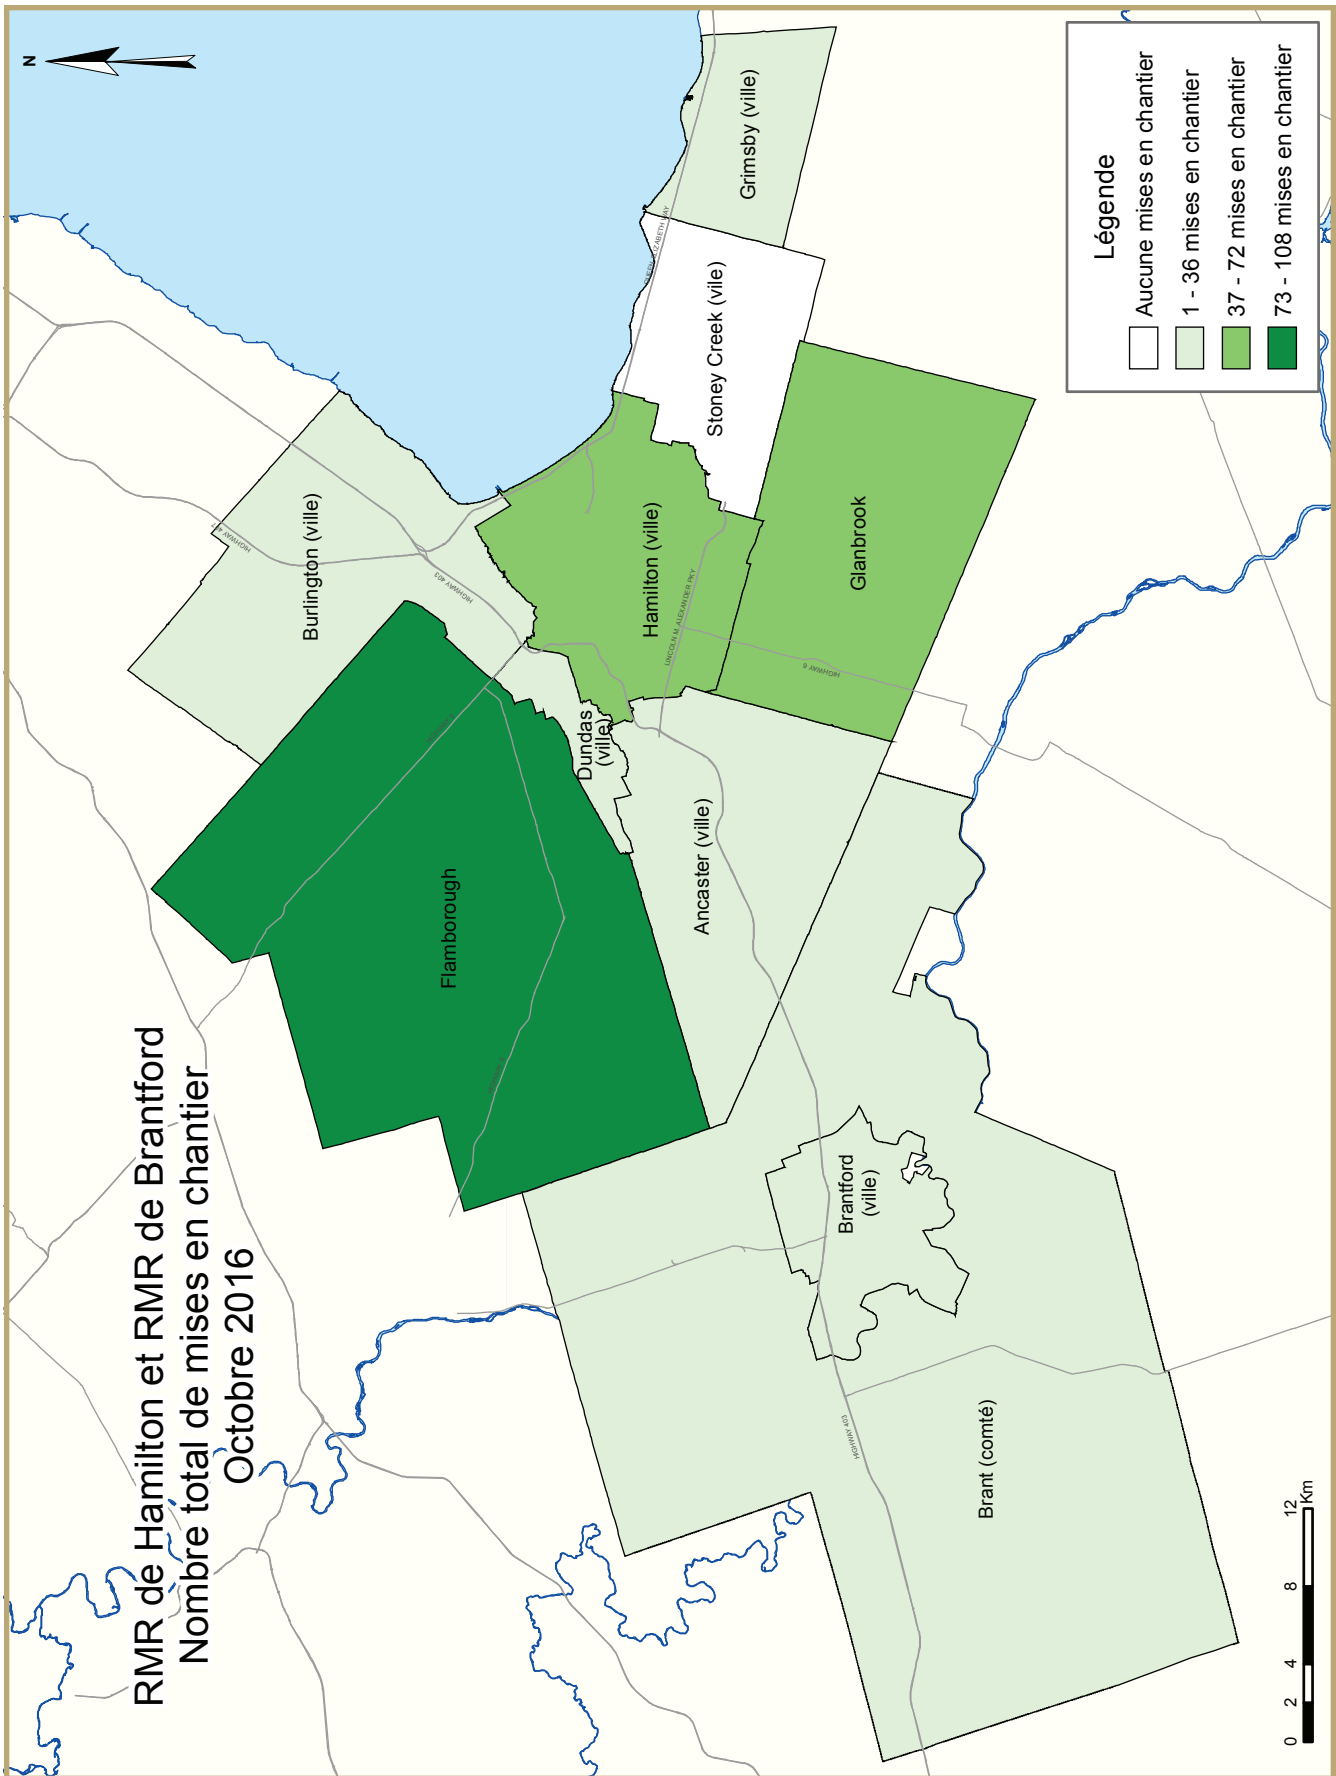 RMR de Hamilton et RMR de Brantford
Nombre total de mises en chantier
Octobre 2016
N
Burlington (ville)
HIGHWAY 403
Flamborough
Dundas
(ville)
Hamilton (ville)
LINCOLN M. ALEXANDER PKY
Stoney Creek (vile)
Grimsby (ville)
Glanbrook
HIGHWAY 6
Ancaster (ville)
Brantford
(ville)
HIGHWAY 403
Brant (comté)
Légende
Aucune mises en chantier
1 - 36 mises en chantier
37 - 72 mises en chantier
73 - 108 mises en chantier
0 2 4 8 12
Km